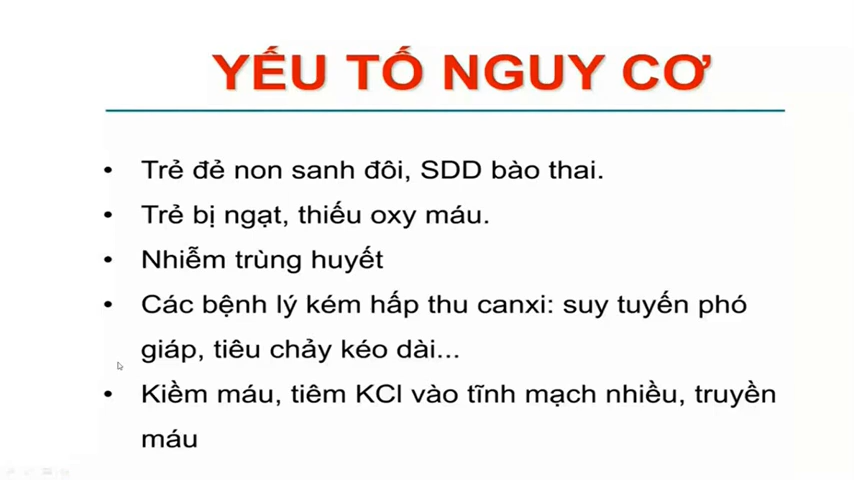 YẾU TỐ NGUY CƠ
• Trẻ đẻ non sanh đôi, SDD bào thai.
• Trẻ bị ngạt, thiếu oxy máu.
• Nhiễm trùng huyết
• Các bệnh lý kém hấp thu canxi: suy tuyến phó
giáp, tiêu chảy kéo dài...
• Kiềm máu, tiêm KCl vào tĩnh mạch nhiều, truyền
máu